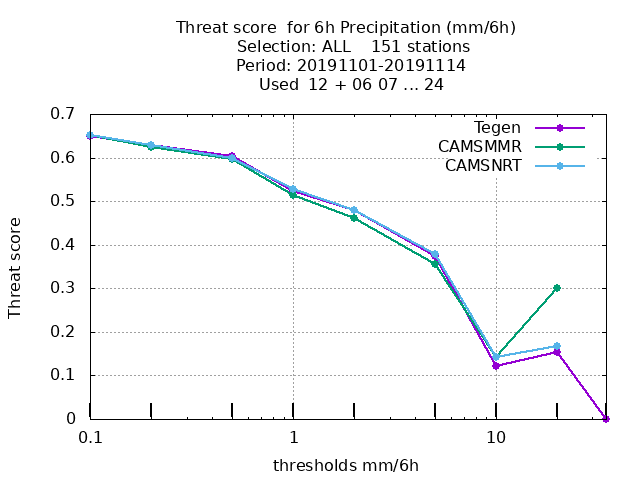 Threat score  for 6h Precipitation (mm/6h)
Selection: ALL    151 stations
Period: 20191101-20191114
Used  12 + 06 07 ... 24
Tegen
CAMSMMR
CAMSNRT
0.7
0.6
0.5
0.4
0.3
0.2
0.1
0
Threat score
0.1
1
10
thresholds mm/6h